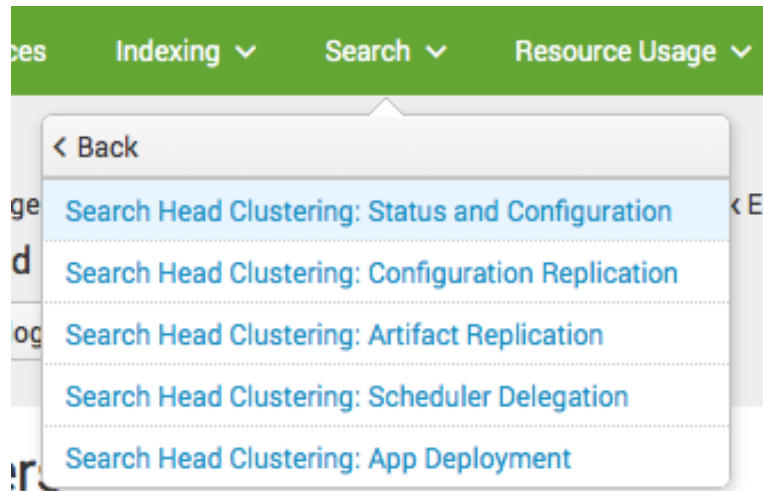 Indexing Search Resource Usage
< Back
Search Head Clustering: Status and Configuration
Search Head Clustering: Configuration Replication
Search Head Clustering: Artifact Replication
Search Head Clustering: Scheduler Delegation
Search Head Clustering: App Deployment